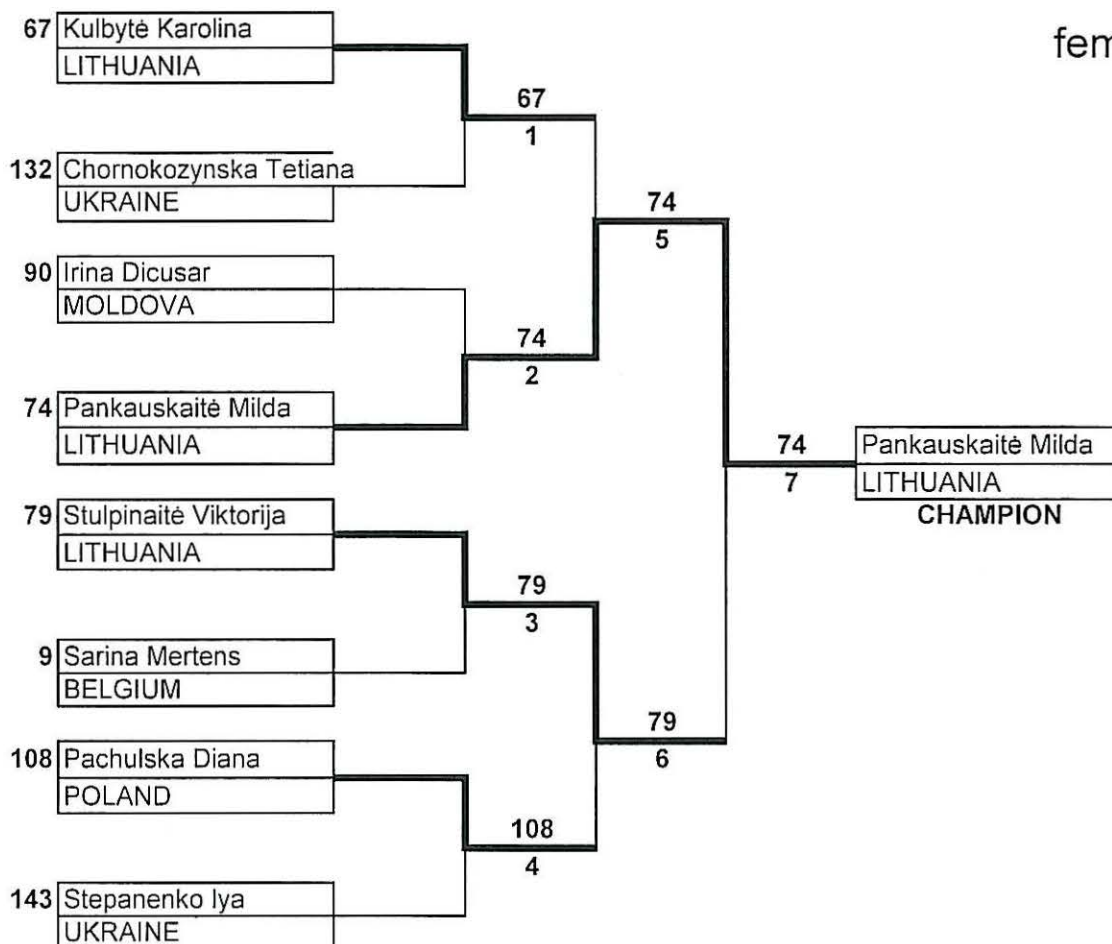 fem
67 Kulbytė Karolina
LITHUANIA
67
1
132 Chornokozynska Tetiana
UKRAINE
74
5
90 Irina Dicusar
MOLDOVA
74
2
74 Pankauskaitė Milda
LITHUANIA
74
7
Pankauskaitė Milda
LITHUANIA
CHAMPION
79 Stulpinaitė Viktorija
LITHUANIA
79
3
9 Sarina Mertens
BELGIUM
79
6
108 Pachulska Diana
POLAND
108
4
143 Stepanenko Iya
UKRAINE